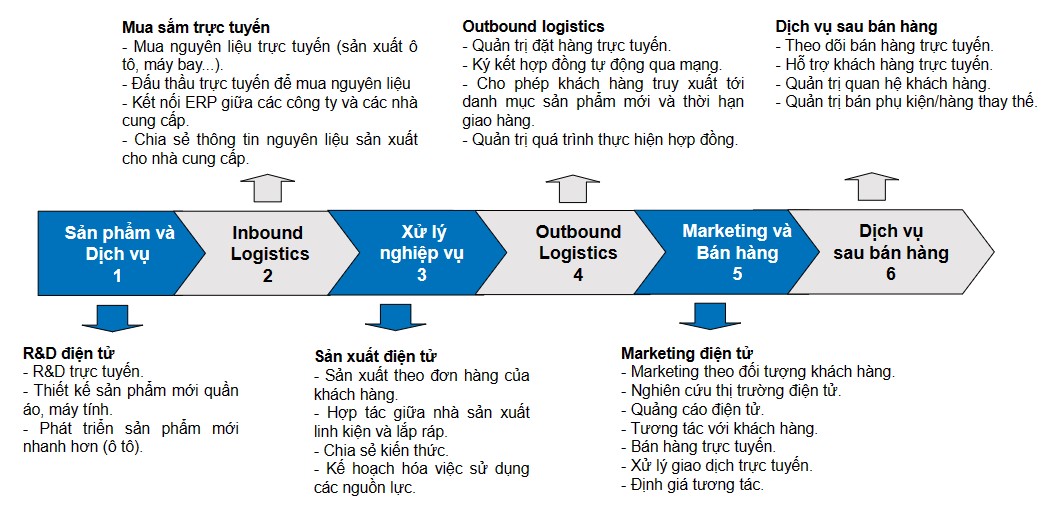 Mua sắm trực tuyến
- Mua nguyên liệu trực tuyến (sản xuất ô
tô, máy bay...).
- Đấu thầu trực tuyến để mua nguyên liệu
- Kết nối ERP giữa các công ty và các nhà
cung cấp.
- Chia sẻ thông tin nguyên liệu sản xuất
cho nhà cung cấp.
Outbound logistics
- Quản trị đặt hàng trực tuyến.
- Ký kết hợp đồng tự động qua mạng.
- Cho phép khách hàng truy xuất tới
danh mục sản phẩm mới và thời hạn
giao hàng.
- Quản trị quá trình thực hiện hợp đồng.
Dịch vụ sau bán hàng
- Theo dõi bán hàng trực tuyến.
- Hỗ trợ khách hàng trực tuyến.
- Quản trị quan hệ khách hàng.
- Quản trị bán phụ kiện/hàng thay thế.
Sản phẩm và
Dịch vụ
1
Inbound
Logistics
2
Xử lý
nghiệp vụ
3
Outbound
Logistics
4
Marketing và
Bán hàng
5
Dịch vụ
sau bán hàng
6
R&D điện tử
- R&D trực tuyến.
- Thiết kế sản phẩm mới quần
áo, máy tính.
- Phát triển sản phẩm mới
nhanh hơn (ô tô).
Sản xuất điện tử
- Sản xuất theo đơn hàng của
khách hàng.
- Hợp tác giữa nhà sản xuất
linh kiện và lắp ráp.
- Chia sẻ kiến thức.
- Kế hoạch hóa việc sử dụng
các nguồn lực.
Marketing điện tử
- Marketing theo đối tượng khách hàng.
- Nghiên cứu thị trường điện tử.
- Quảng cáo điện tử.
- Tương tác với khách hàng.
- Bán hàng trực tuyến.
- Xử lý giao dịch trực tuyến.
- Định giá tương tác.